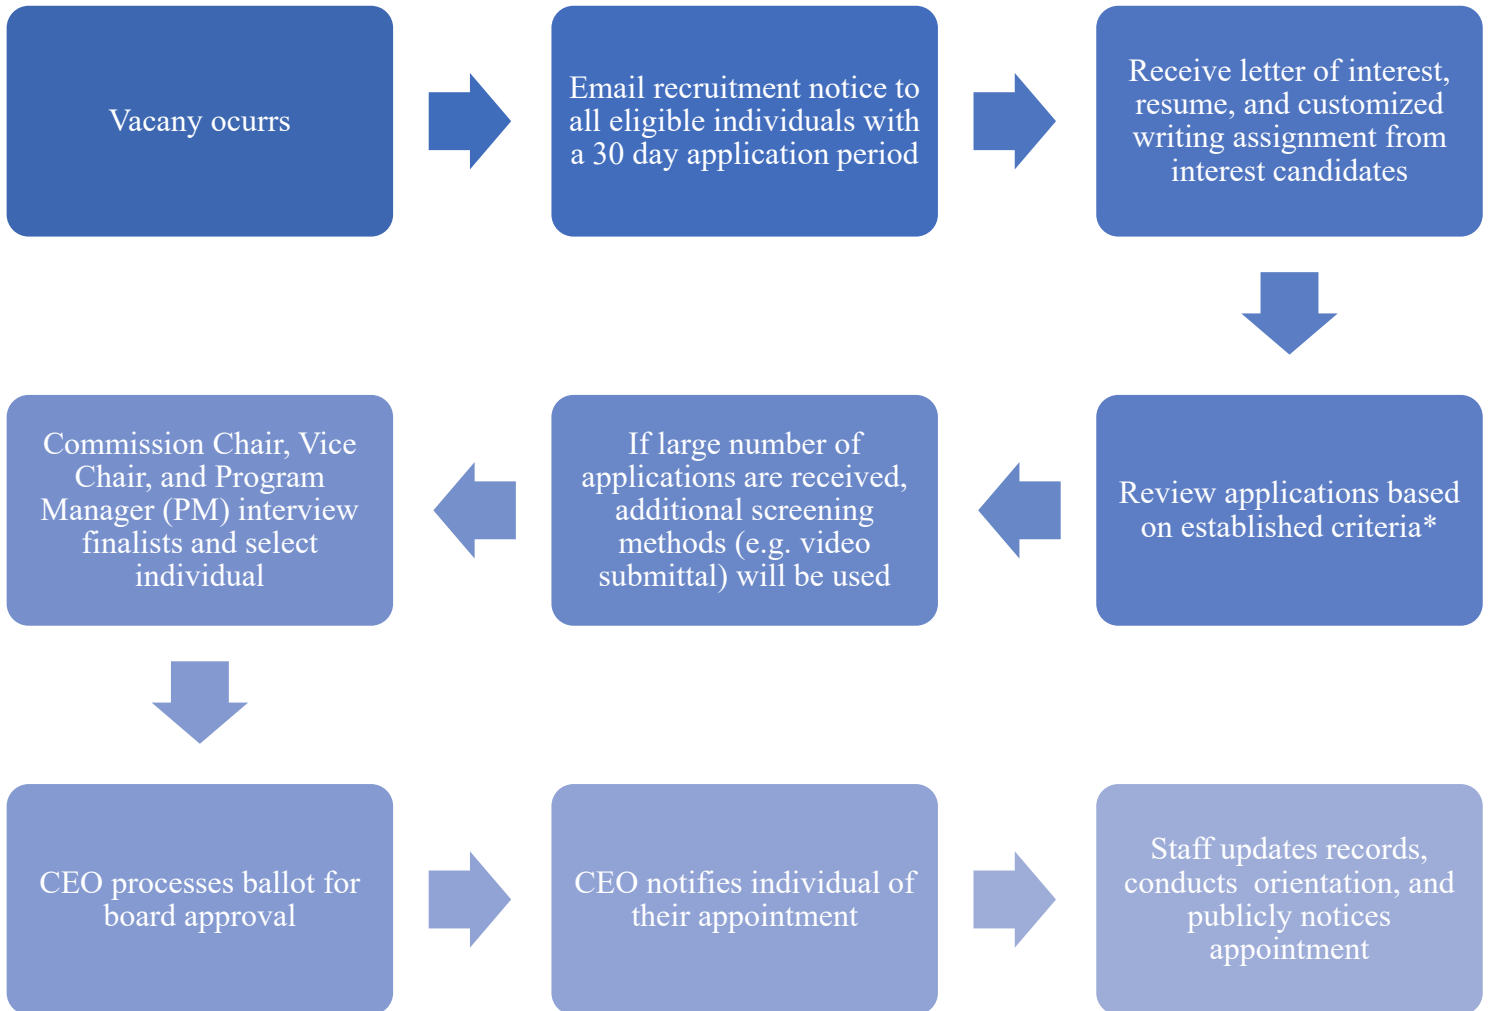 Vacany ocurrs
Email recruitment notice to
all eligible individuals with
a 30 day application period
Receive letter of interest,
resume, and customized
writing assignment from
interest candidates
Review applications based
on established criteria*
If large number of
applications are received,
additional screening
methods (e.g. video
submittal) will be used
Commission Chair, Vice
Chair, and Program
Manager (PM) interview
finalists and select
individual
CEO processes ballot for
board approval
CEO notifies individual of
their appointment
Staff updates records,
conducts  orientation, and
publicly notices
appointment